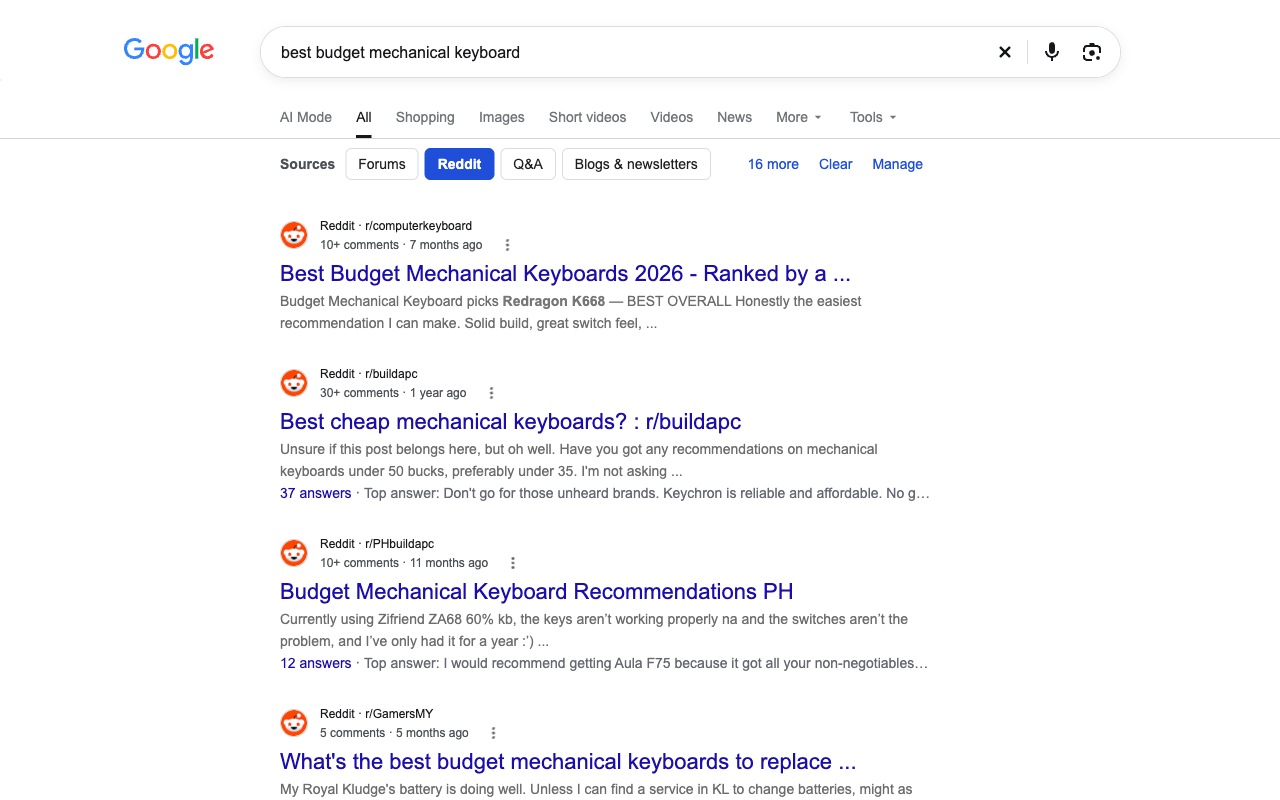 Google
best budget mechanical keyboard
AI Mode All Shopping Images Short videos Videos News More Tools
Sources Forums Reddit Q&A Blogs & newsletters 16 more Clear Manage
Reddit · r/computerkeyboard
10+ comments · 7 months ago
Best Budget Mechanical Keyboards 2026 - Ranked by a ...
Budget Mechanical Keyboard picks Redragon K668 — BEST OVERALL Honestly the easiest
recommendation I can make. Solid build, great switch feel, ...
Reddit · r/buildapc
30+ comments · 1 year ago
Best cheap mechanical keyboards? : r/buildapc
Unsure if this post belongs here, but oh well. Have you got any recommendations on mechanical
keyboards under 50 bucks, preferably under 35. I'm not asking ...
37 answers · Top answer: Don't go for those unheard brands. Keychron is reliable and affordable. No g…
Reddit · r/PHbuildapc
10+ comments · 11 months ago
Budget Mechanical Keyboard Recommendations PH
Currently using Zifriend ZA68 60% kb, the keys aren’t working properly na and the switches aren’t the
problem, and I’ve only had it for a year :’) ...
12 answers · Top answer: I would recommend getting Aula F75 because it got all your non-negotiables…
Reddit · r/GamersMY
5 comments · 5 months ago
What's the best budget mechanical keyboards to replace ...
My Royal Kludge's battery is doing well. Unless I can find a service in KL to change batteries, might as